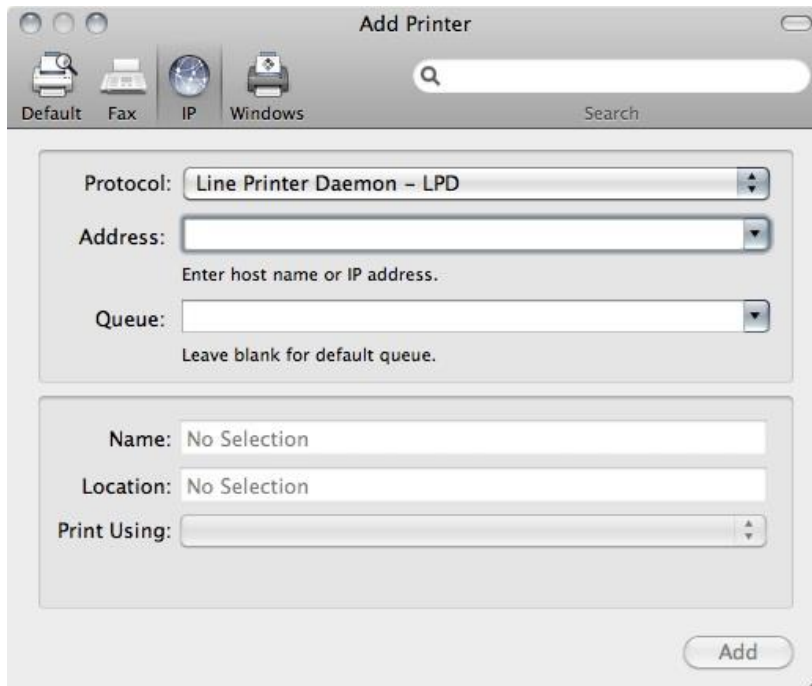 Add Printer
Default Fax IP Windows
Search
Protocol: Line Printer Daemon – LPD
Address:
Enter host name or IP address.
Queue:
Leave blank for default queue.
Name: No Selection
Location: No Selection
Print Using:
Add